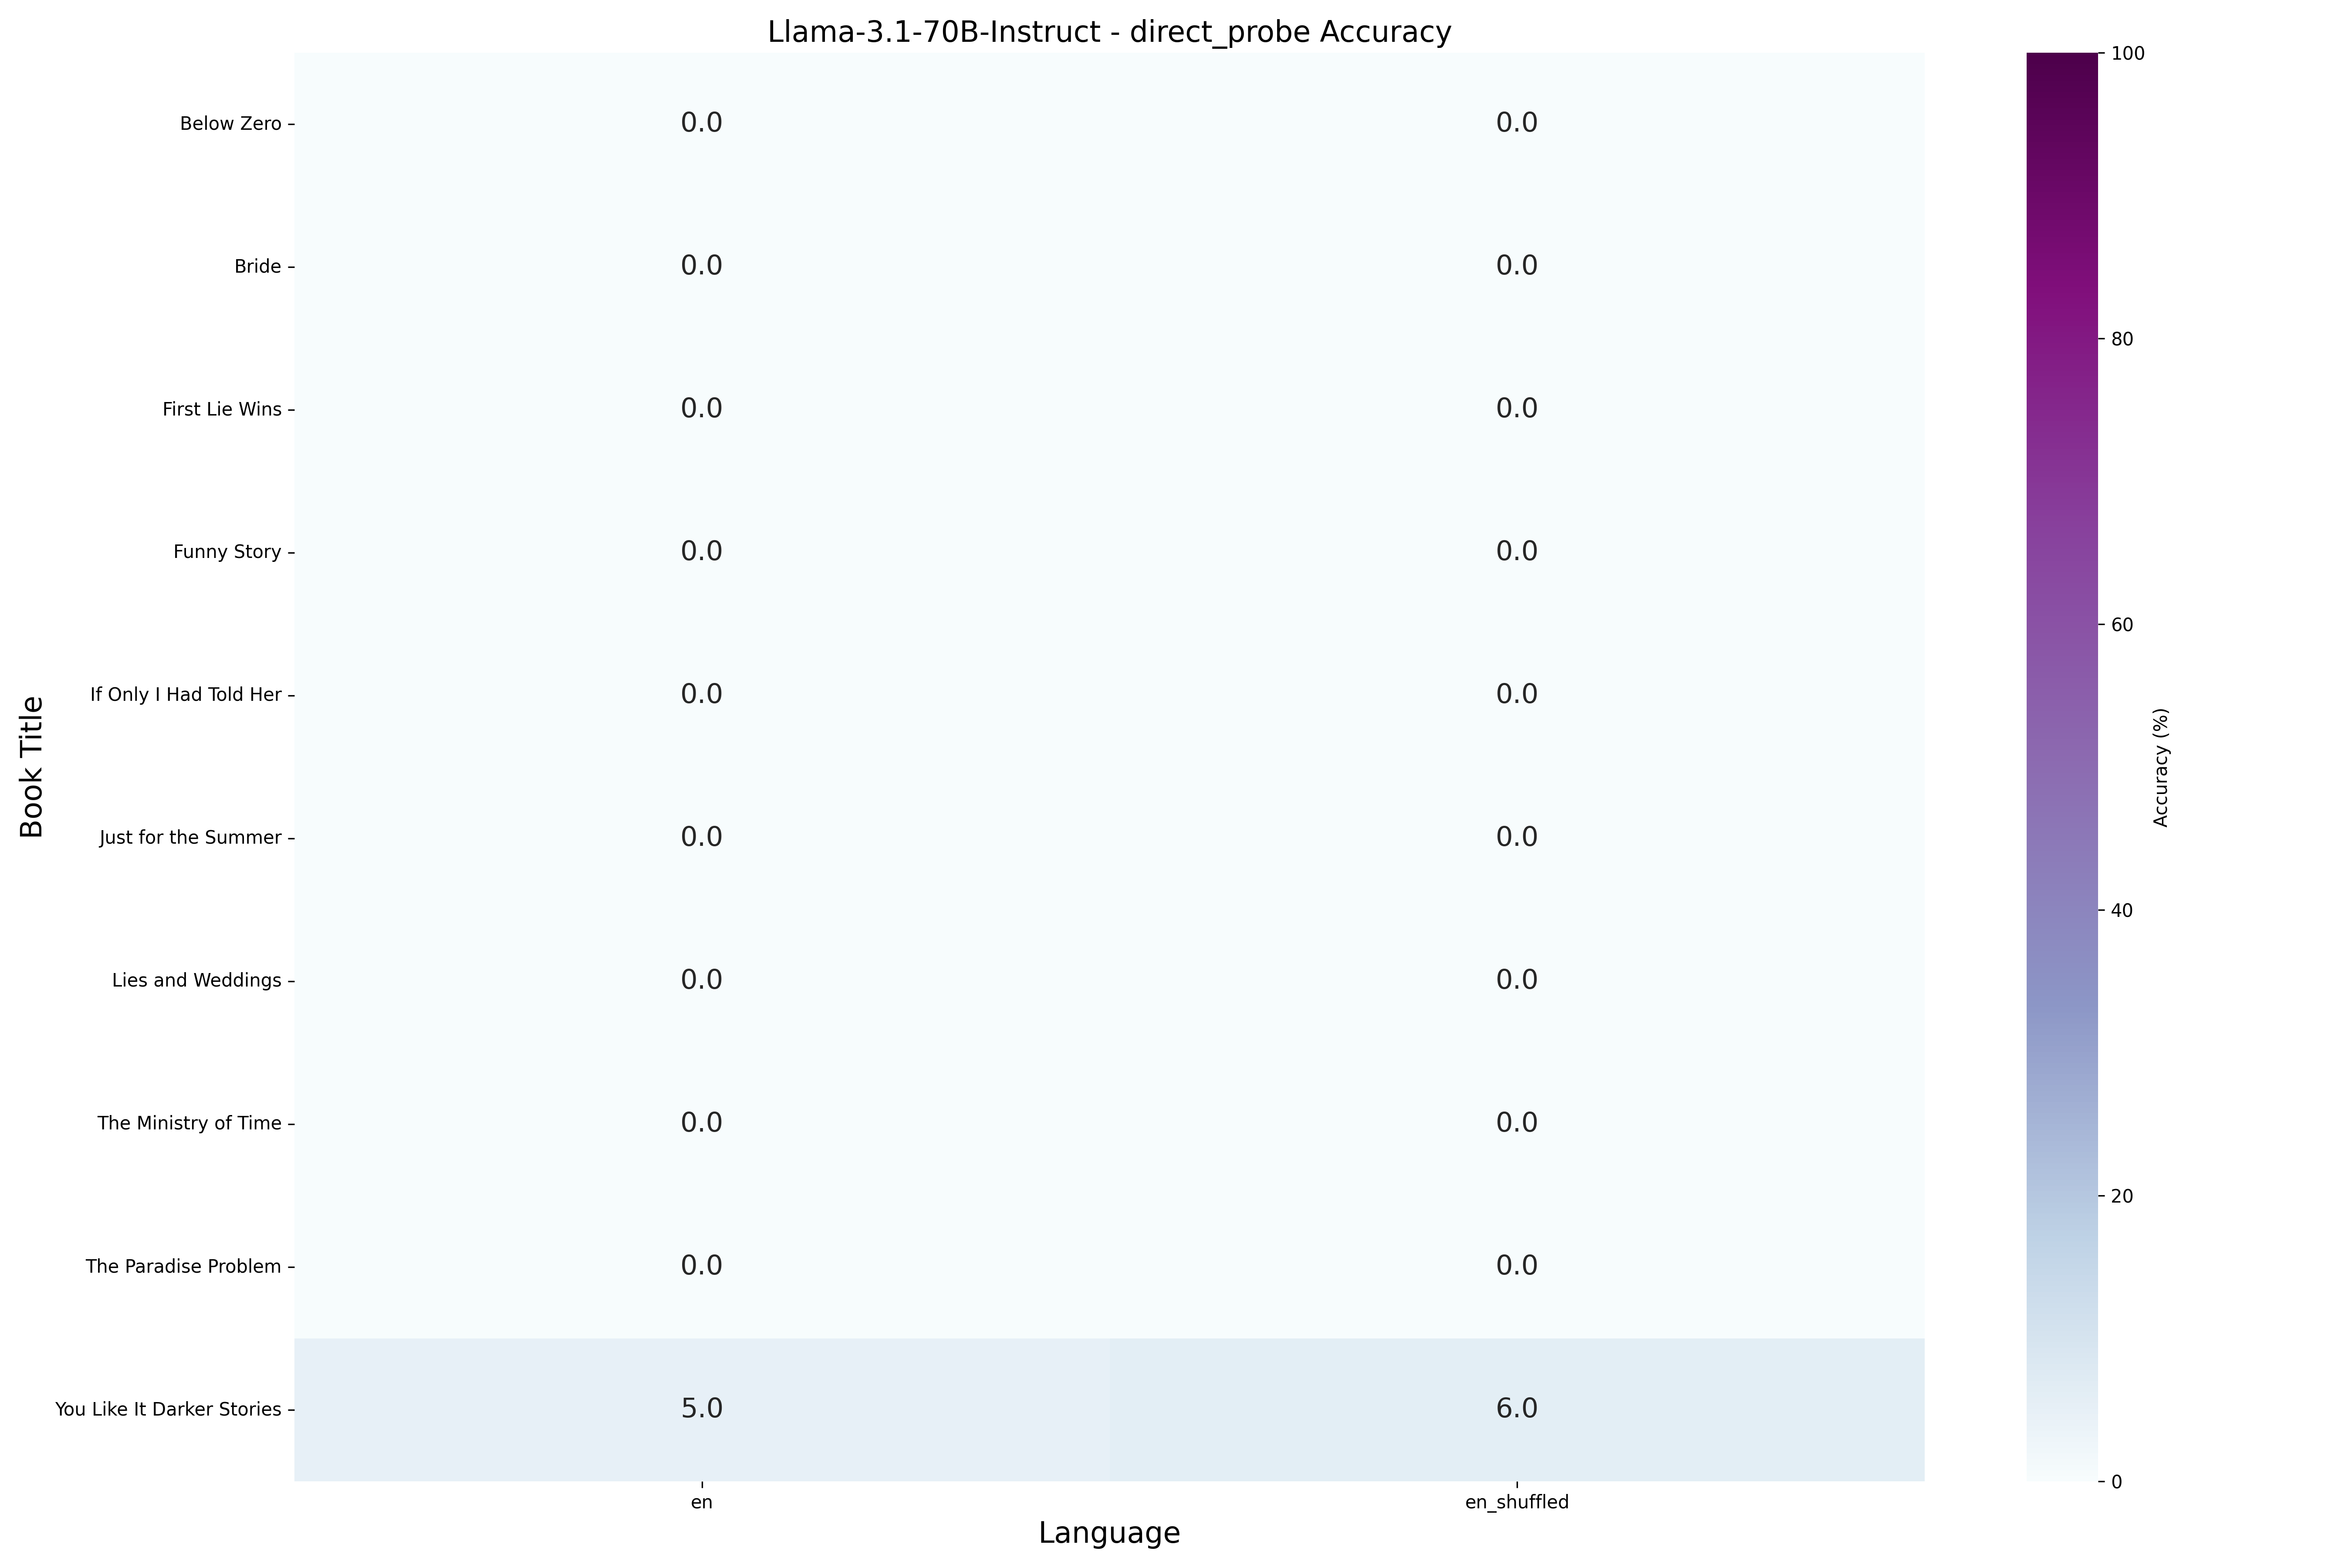 Llama-3.1-70B-Instruct - direct_probe Accuracy
Book Title
Below Zero 0.0 0.0
Bride 0.0 0.0
First Lie Wins 0.0 0.0
Funny Story 0.0 0.0
If Only I Had Told Her 0.0 0.0
Just for the Summer 0.0 0.0
Lies and Weddings 0.0 0.0
The Ministry of Time 0.0 0.0
The Paradise Problem 0.0 0.0
You Like It Darker Stories 5.0 6.0
en en_shuffled
Language
100
80
60
40
20
0
Accuracy (%)